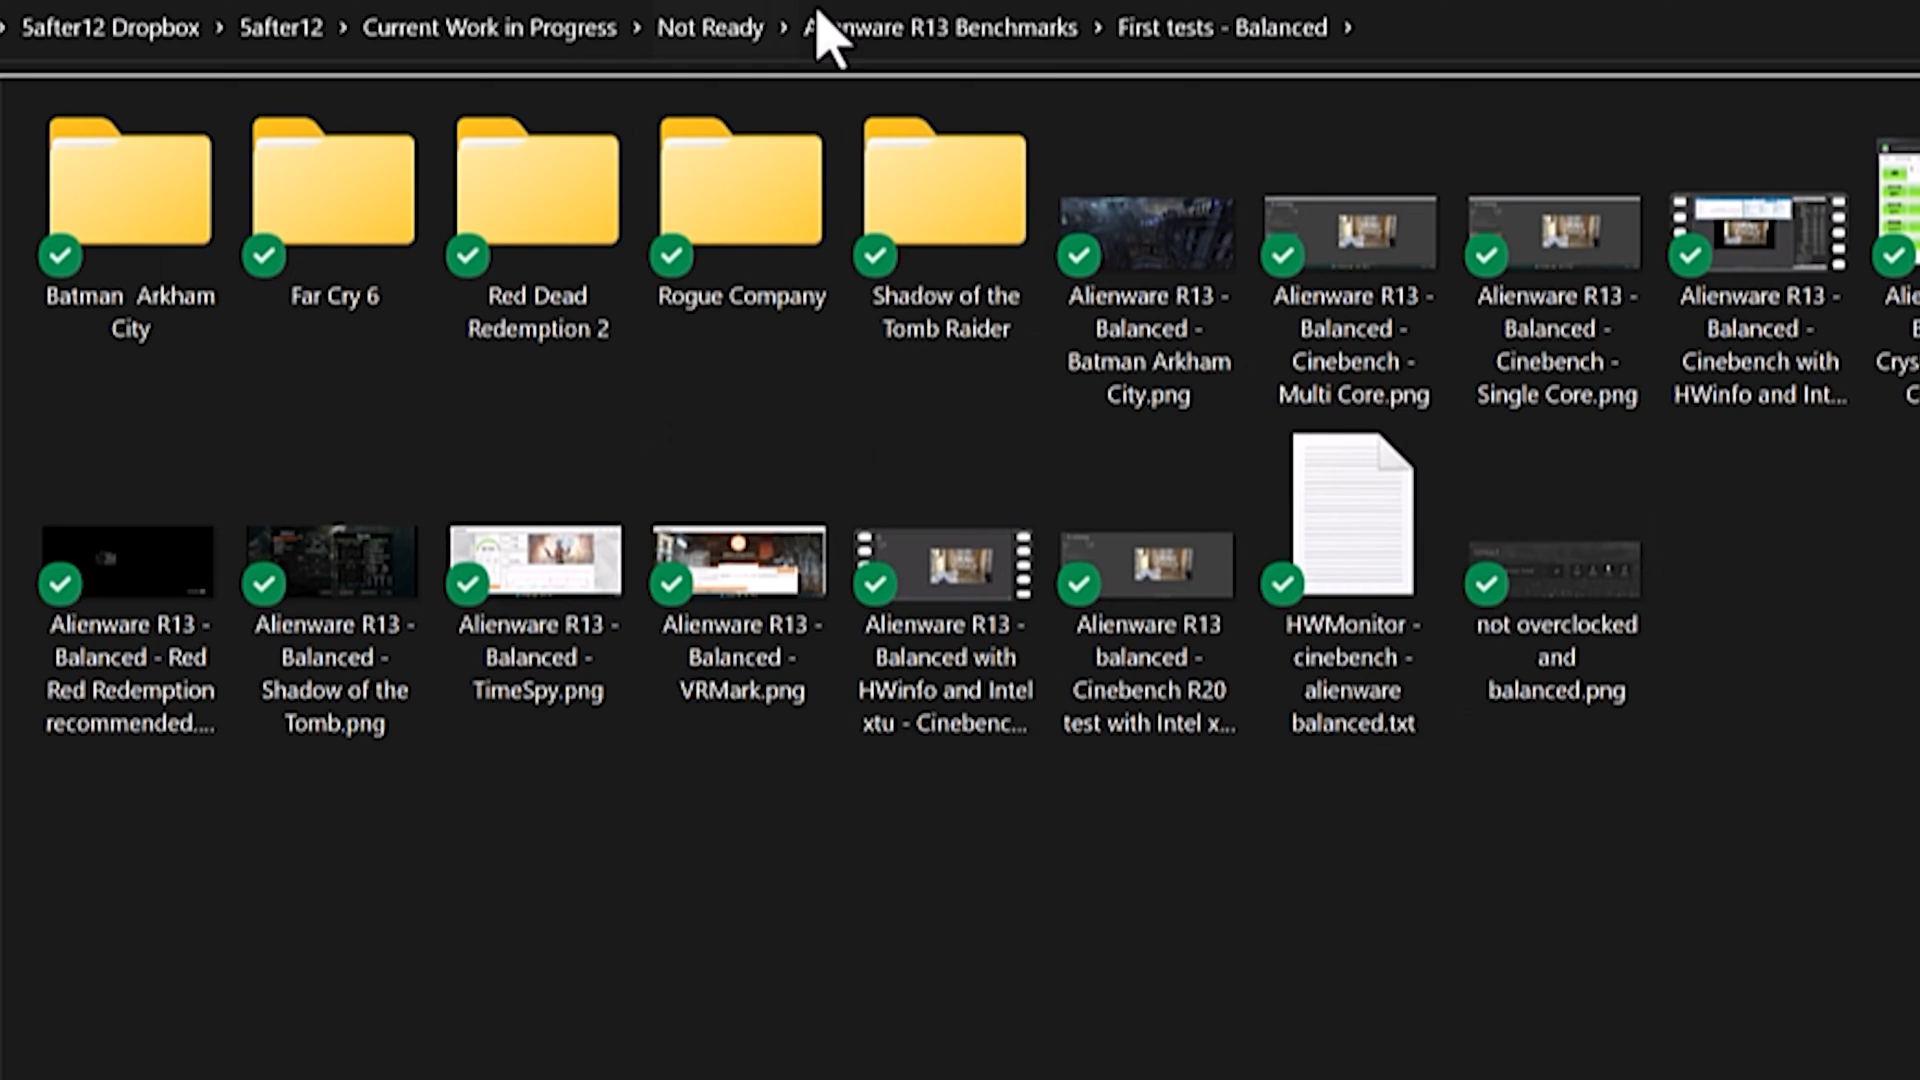 5after12 Dropbox > 5after12 > Current Work in Progress > Not Ready > Alienware R13 Benchmarks > First tests - Balanced >
Batman Arkham
City
Far Cry 6
Red Dead
Redemption 2
Rogue Company
Shadow of the
Tomb Raider
Alienware R13 -
Balanced -
Batman Arkham
City.png
Alienware R13 -
Balanced -
Cinebench -
Multi Core.png
Alienware R13 -
Balanced -
Cinebench -
Single Core.png
Alienware R13 -
Balanced -
Cinebench with
HWinfo and Int...
Alienware R13 -
Balanced - Red
Red Redemption
recommended....
Alienware R13 -
Balanced -
Shadow of the
Tomb.png
Alienware R13 -
Balanced -
TimeSpy.png
Alienware R13 -
Balanced -
VRMark.png
Alienware R13 -
Balanced with
HWinfo and Intel
xtu - Cinebenc...
Alienware R13
balanced -
Cinebench R20
test with Intel x...
HWMonitor -
cinebench -
alienware
balanced.txt
not overclocked
and
balanced.png